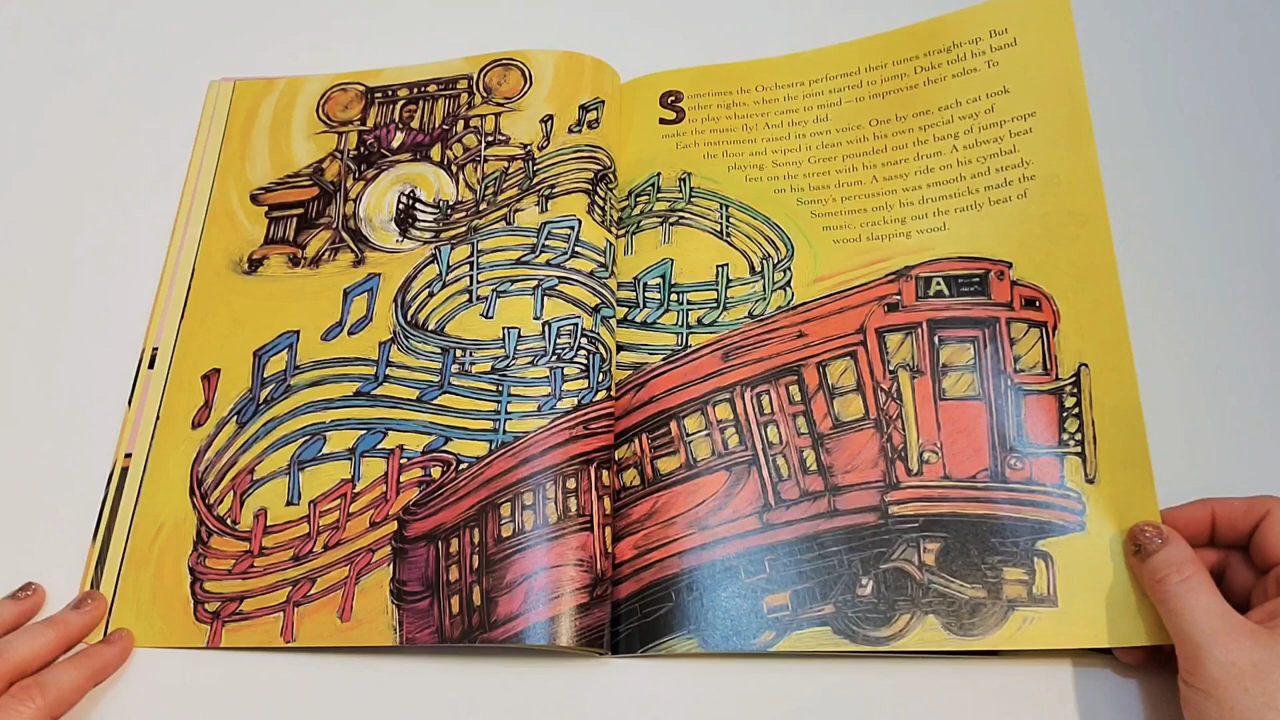 Sometimes the Orchestra performed their tunes straight-up. But
other nights, when the joint started to jump, Duke told his band
to play whatever came to mind—to improvise their solos. To
make the music fly! And they did.
Each instrument raised its own voice. One by one, each cat took
the floor and wiped it clean with his own special way of
playing. Sonny Greer pounded out the bang of jump-rope
feet on the street with his snare drum. A subway beat
on his bass drum. A sassy ride on his cymbal.
Sonny's percussion was smooth and steady.
Sometimes only his drumsticks made the
music, cracking out the rattly beat of
wood slapping wood.
A